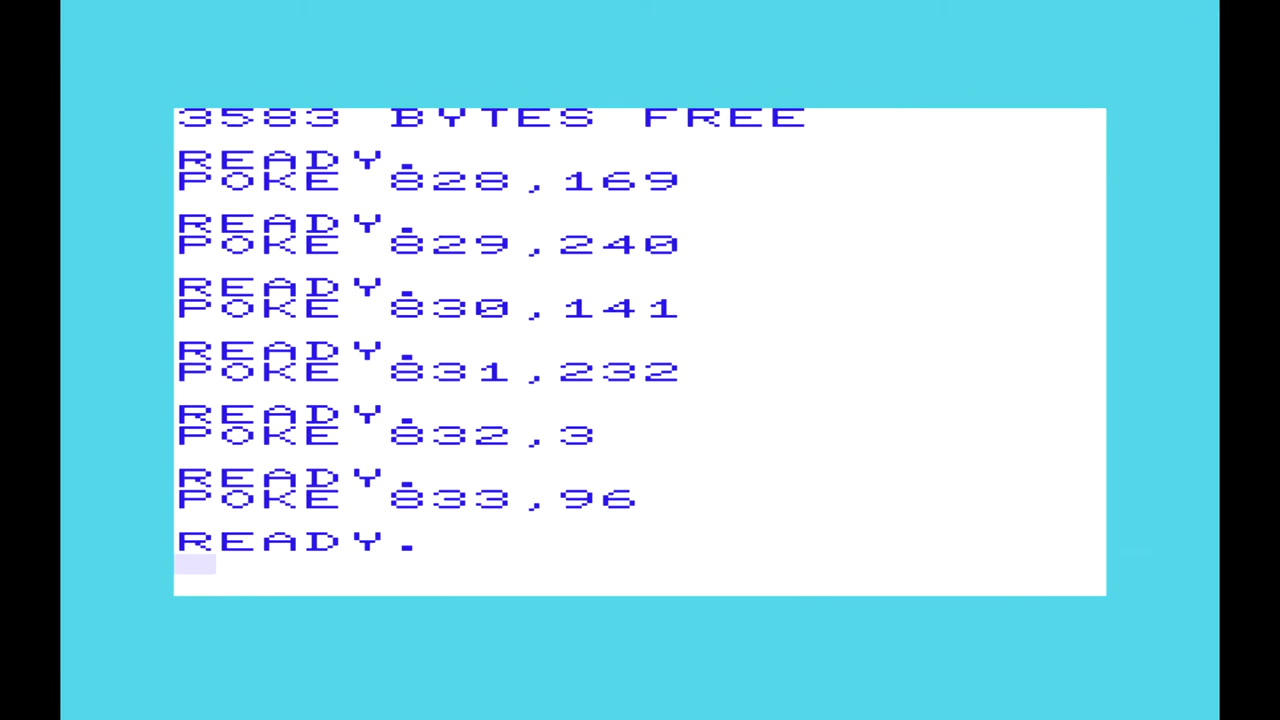 3583 BYTES FREE
READY.
POKE 828,169
READY.
POKE 829,240
READY.
POKE 830,141
READY.
POKE 831,232
READY.
POKE 832,3
READY.
POKE 833,96
READY.